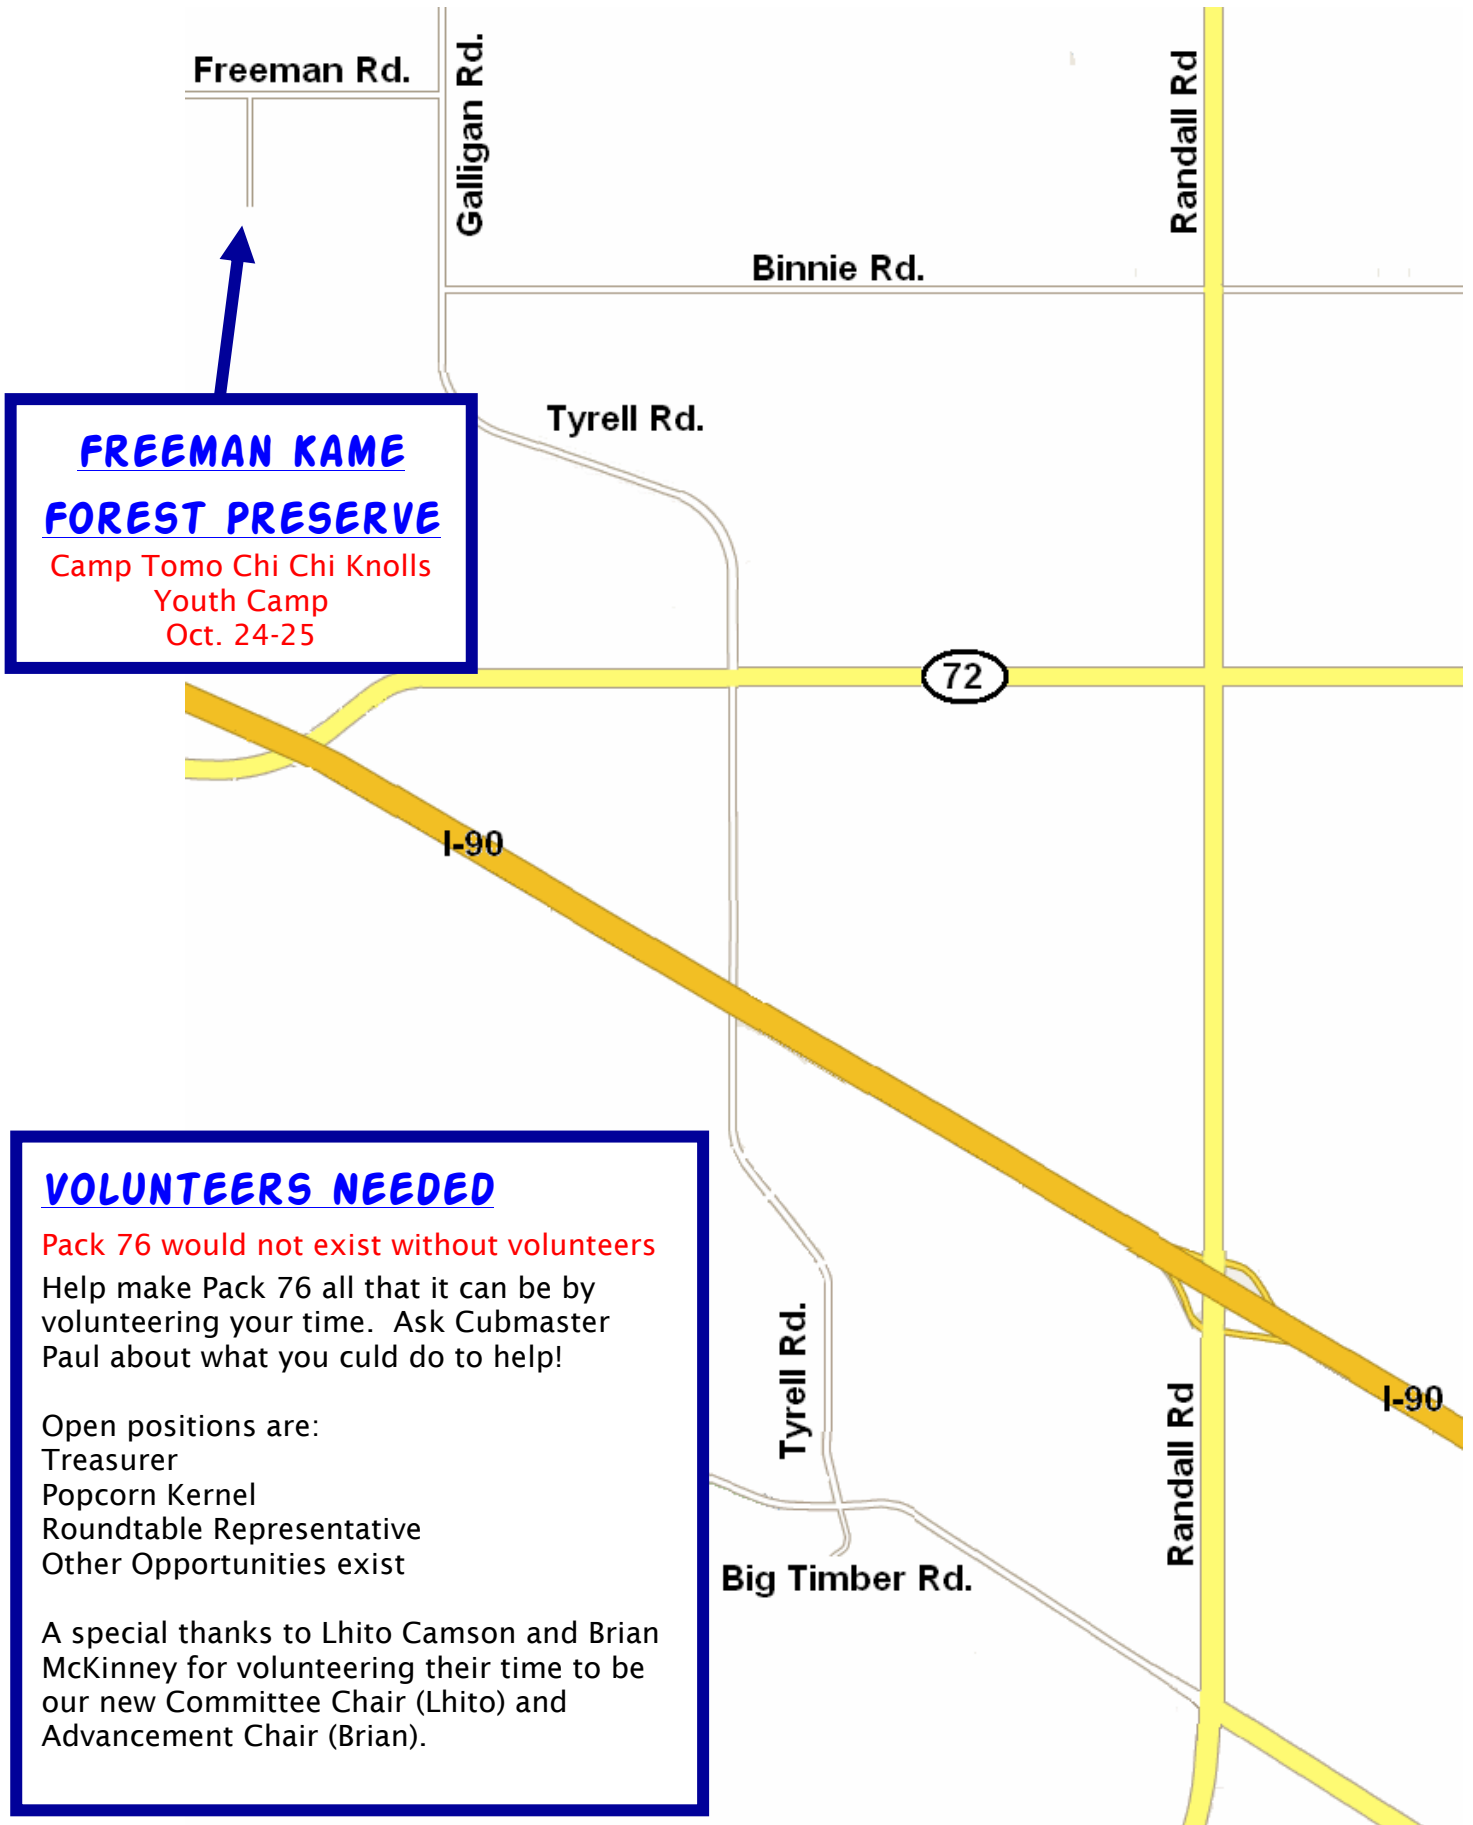 Freeman Rd.
Galligan Rd.
Randall Rd
Binnie Rd.
Tyrell Rd.
FREEMAN KAME
FOREST PRESERVE
Camp Tomo Chi Chi Knolls
Youth Camp
Oct. 24-25
72
I-90
VOLUNTEERS NEEDED
Pack 76 would not exist without volunteers
Help make Pack 76 all that it can be by
volunteering your time.  Ask Cubmaster
Paul about what you culd do to help!
Open positions are:
Treasurer
Popcorn Kernel
Roundtable Representative
Other Opportunities exist
A special thanks to Lhito Camson and Brian
McKinney for volunteering their time to be
our new Committee Chair (Lhito) and
Advancement Chair (Brian).
Tyrell Rd.
Randall Rd
I-90
Big Timber Rd.